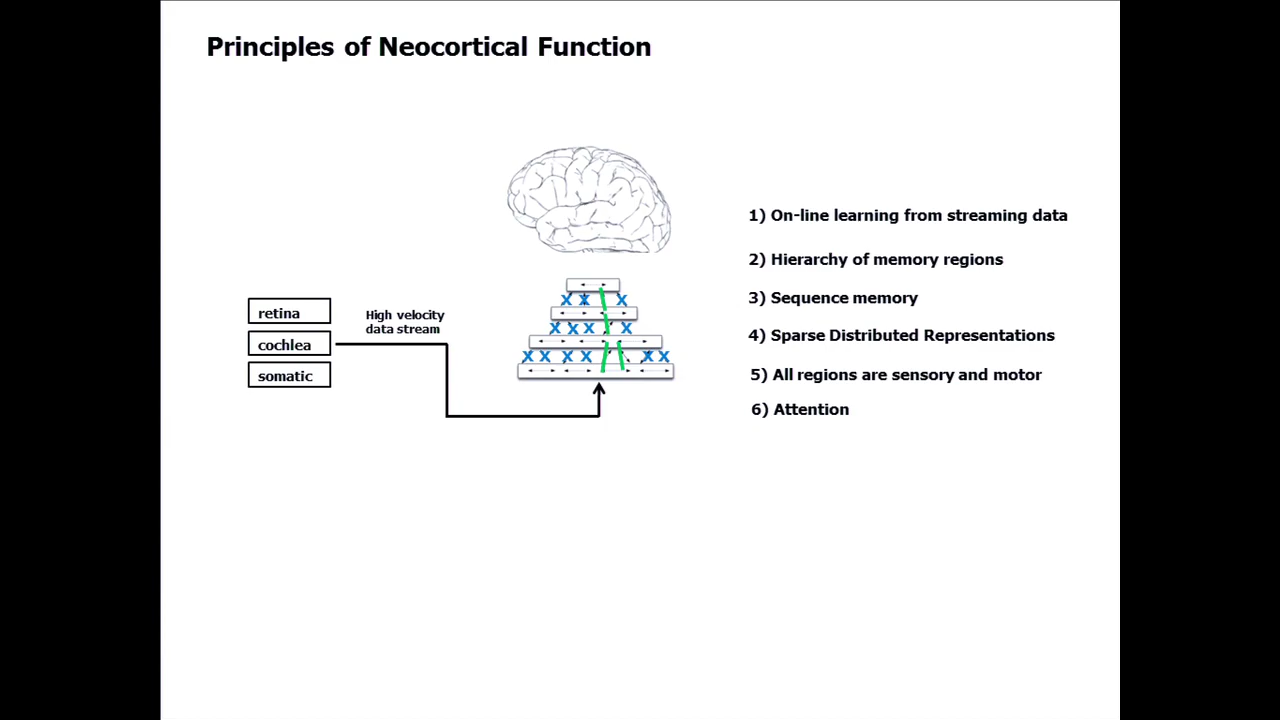 Principles of Neocortical Function
retina
cochlea
somatic
High velocity
data stream
X X X
X X X X
X X X X X X
1) On-line learning from streaming data
2) Hierarchy of memory regions
3) Sequence memory
4) Sparse Distributed Representations
5) All regions are sensory and motor
6) Attention